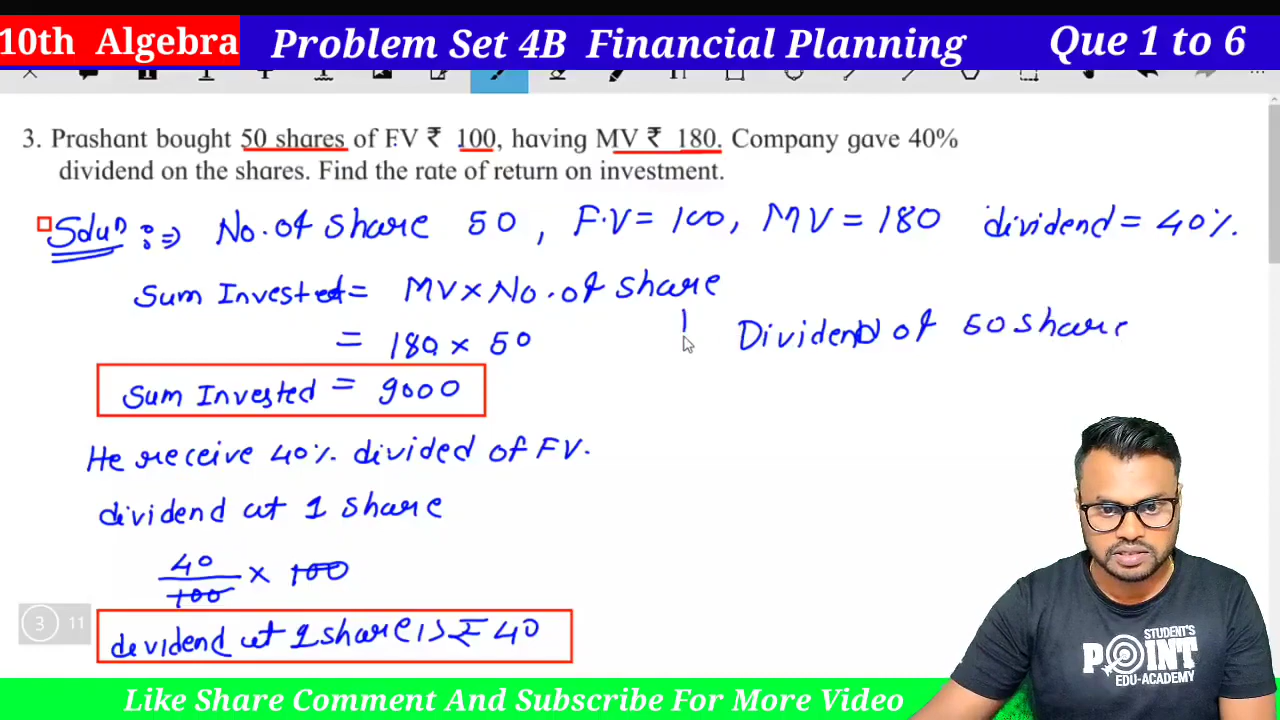 10th Algebra
Problem Set 4B Financial Planning
Que 1 to 6
3. Prashant bought 50 shares of FV ₹ 100, having MV ₹ 180. Company gave 40%
dividend on the shares. Find the rate of return on investment.
Solun :⇒ No. of share 50 , F.V = 100, MV = 180 dividend = 40%.
Sum Invested = MV × No. of share
= 180 × 50
Sum Invested = 9000
He receive 40% divided of FV.
dividend at 1 share
40/100 × 100
devidend at 1 share is ₹ 40
Dividend of 50 share
3 11
STUDENT'S
POINT
EDU-ACADEMY
Like Share Comment And Subscribe For More Video